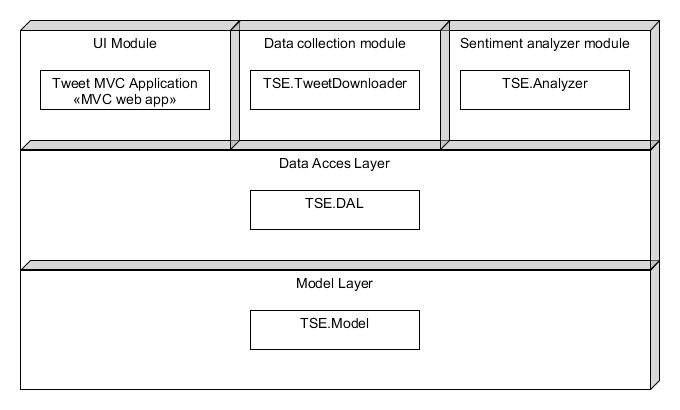 UI Module
Data collection module
Sentiment analyzer module
Tweet MVC Application
«MVC web app»
TSE.TweetDownloader
TSE.Analyzer
Data Acces Layer
TSE.DAL
Model Layer
TSE.Model